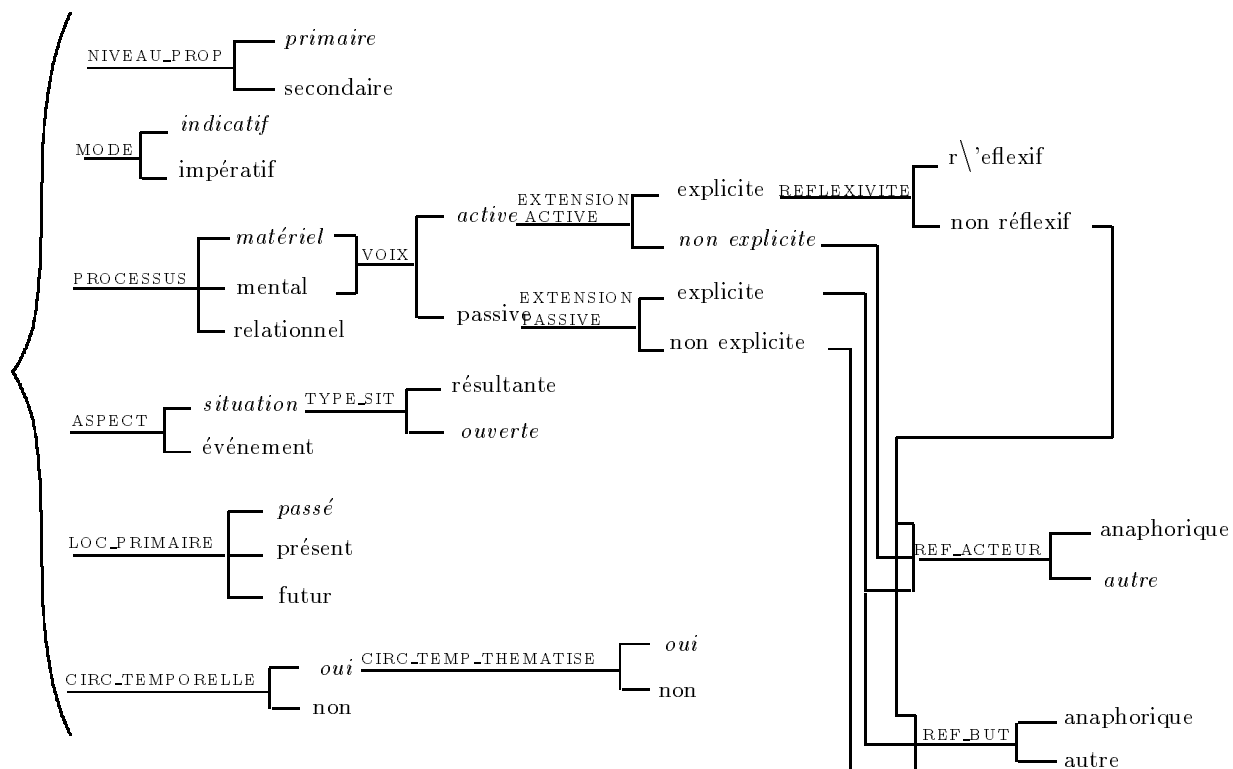 NIVEAU_PROP
primaire
secondaire
MODE
indicatif
impératif
PROCESSUS
matériel
mental
relationnel
VOIX
active
passive
EXTENSION
ACTIVE
explicite
non explicite
REFLEXIVITE
r\'eflexif
non réflexif
EXTENSION
PASSIVE
explicite
non explicite
ASPECT
situation
événement
TYPE_SIT
résultante
ouverte
LOC_PRIMAIRE
passé
présent
futur
REF_ACTEUR
anaphorique
autre
CIRC_TEMPORELLE
oui
non
CIRC_TEMP_THEMATISE
oui
non
REF_BUT
anaphorique
autre